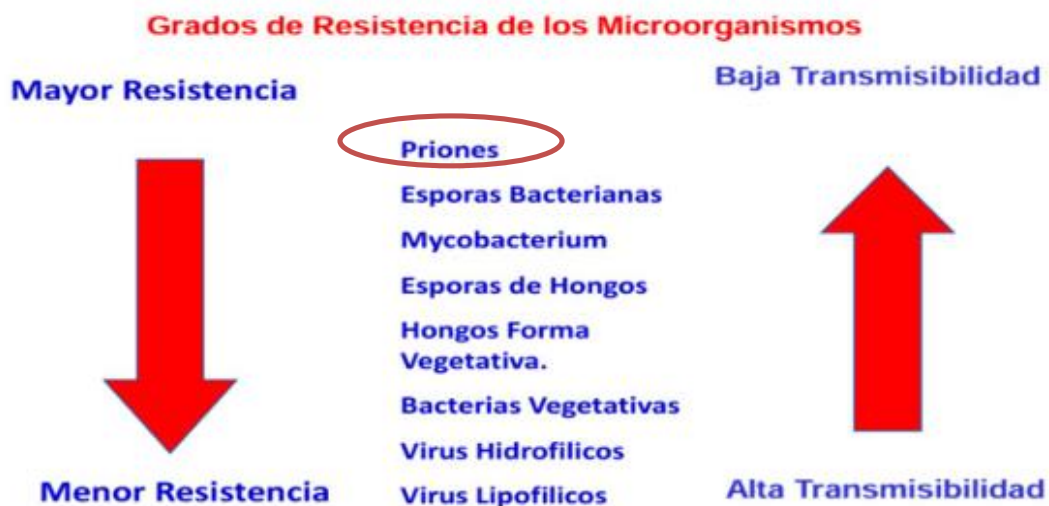 Grados de Resistencia de los Microorganismos
Mayor Resistencia
Baja Transmisibilidad
Priones
Esporas Bacterianas
Mycobacterium
Esporas de Hongos
Hongos Forma
Vegetativa.
Bacterias Vegetativas
Virus Hidrofilicos
Virus Lipofilicos
Menor Resistencia
Alta Transmisibilidad